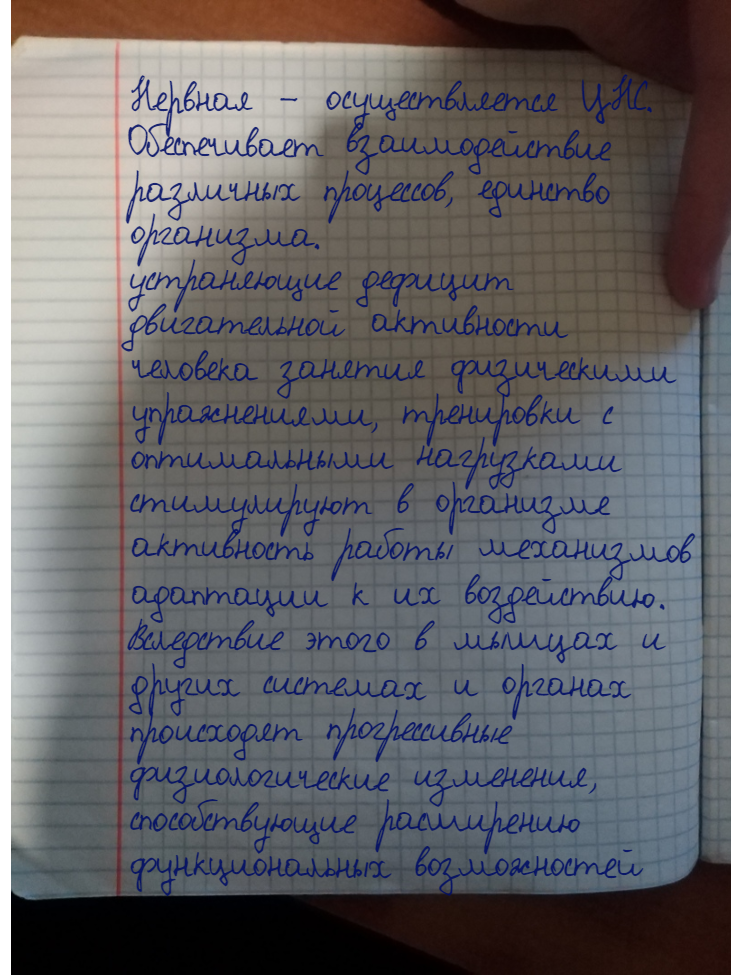 Нервная – осуществляется ЦНС.
Обеспечивает взаимодействие
различных процессов, единство
организма.
устраняющие дефицит
двигательной активности
человека занятия физическими
упражнениями, тренировки с
оптимальными нагрузками
стимулируют в организме
активность работы механизмов
адаптации к их воздействию.
Вследствие этого в мышцах и
других системах и органах
происходят прогрессивные
физиологические изменения,
способствующие расширению
функциональных возможностей